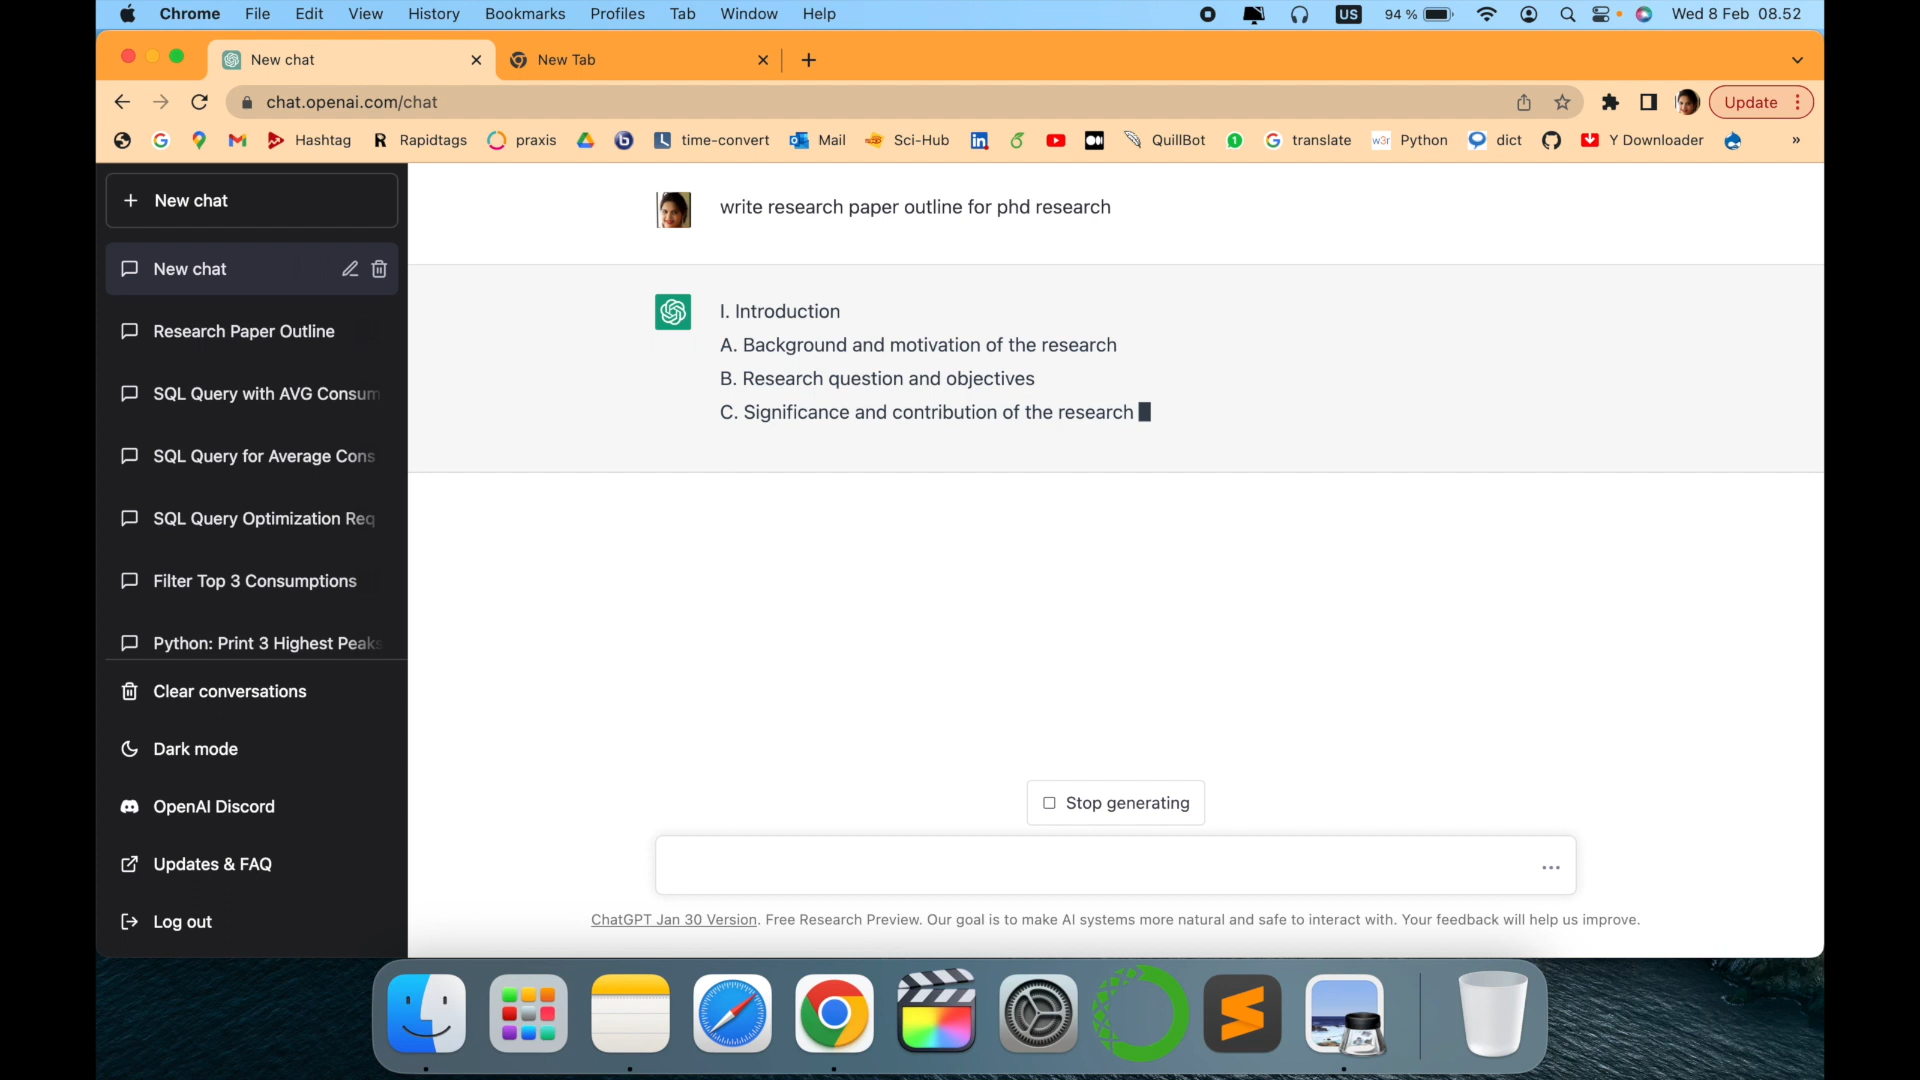 Chrome File Edit View History Bookmarks Profiles Tab Window Help US 94 % Wed 8 Feb 08.52
New chat New Tab
chat.openai.com/chat Update
Hashtag R Rapidtags praxis b L time-convert Mail Sci-Hub in QuillBot 1 translate w3r Python dict Y Downloader »
New chat
New chat
Research Paper Outline
SQL Query with AVG Consum
SQL Query for Average Cons
SQL Query Optimization Req
Filter Top 3 Consumptions
Python: Print 3 Highest Peaks
Clear conversations
Dark mode
OpenAI Discord
Updates & FAQ
Log out
write research paper outline for phd research
I. Introduction
A. Background and motivation of the research
B. Research question and objectives
C. Significance and contribution of the research
Stop generating
ChatGPT Jan 30 Version. Free Research Preview. Our goal is to make AI systems more natural and safe to interact with. Your feedback will help us improve.